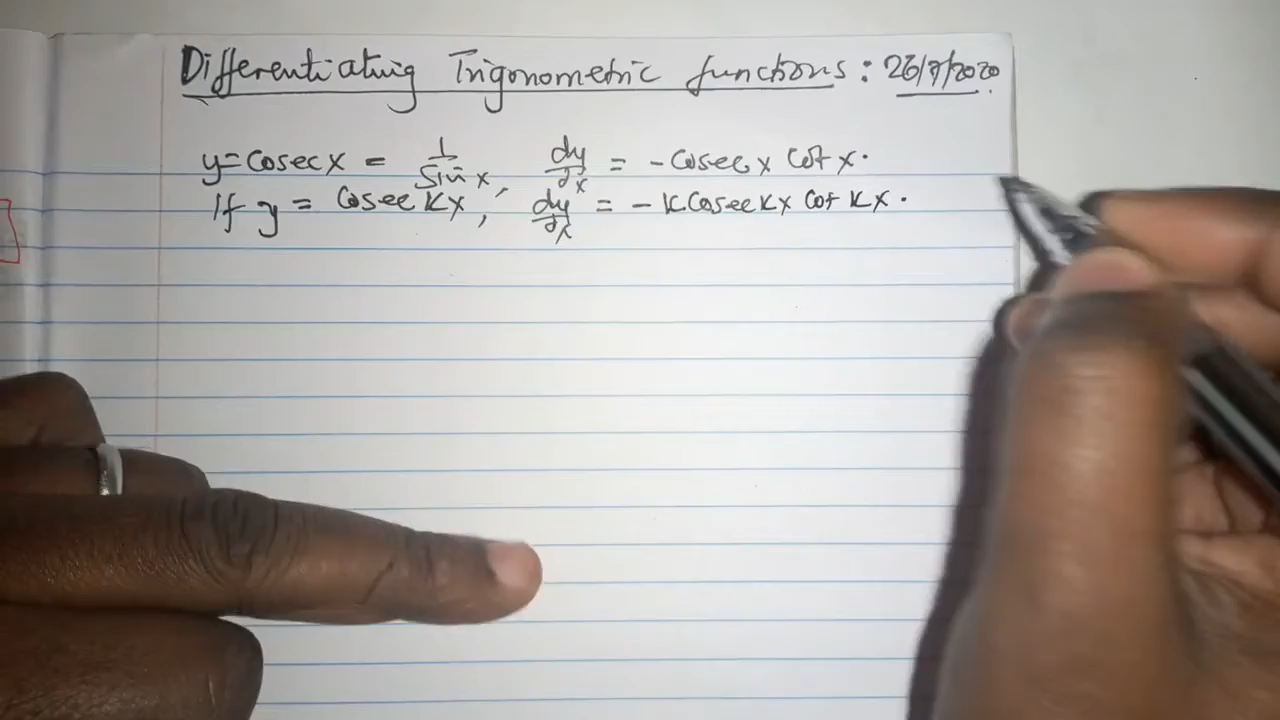 Differentiating Trigonometric functions : 26/7/2020
y = Cosec x = 1/Sin x, dy/dx = -Cosec x Cot x.
If y = Cosec Kx, dy/dx = -K Cosec Kx Cot Kx.